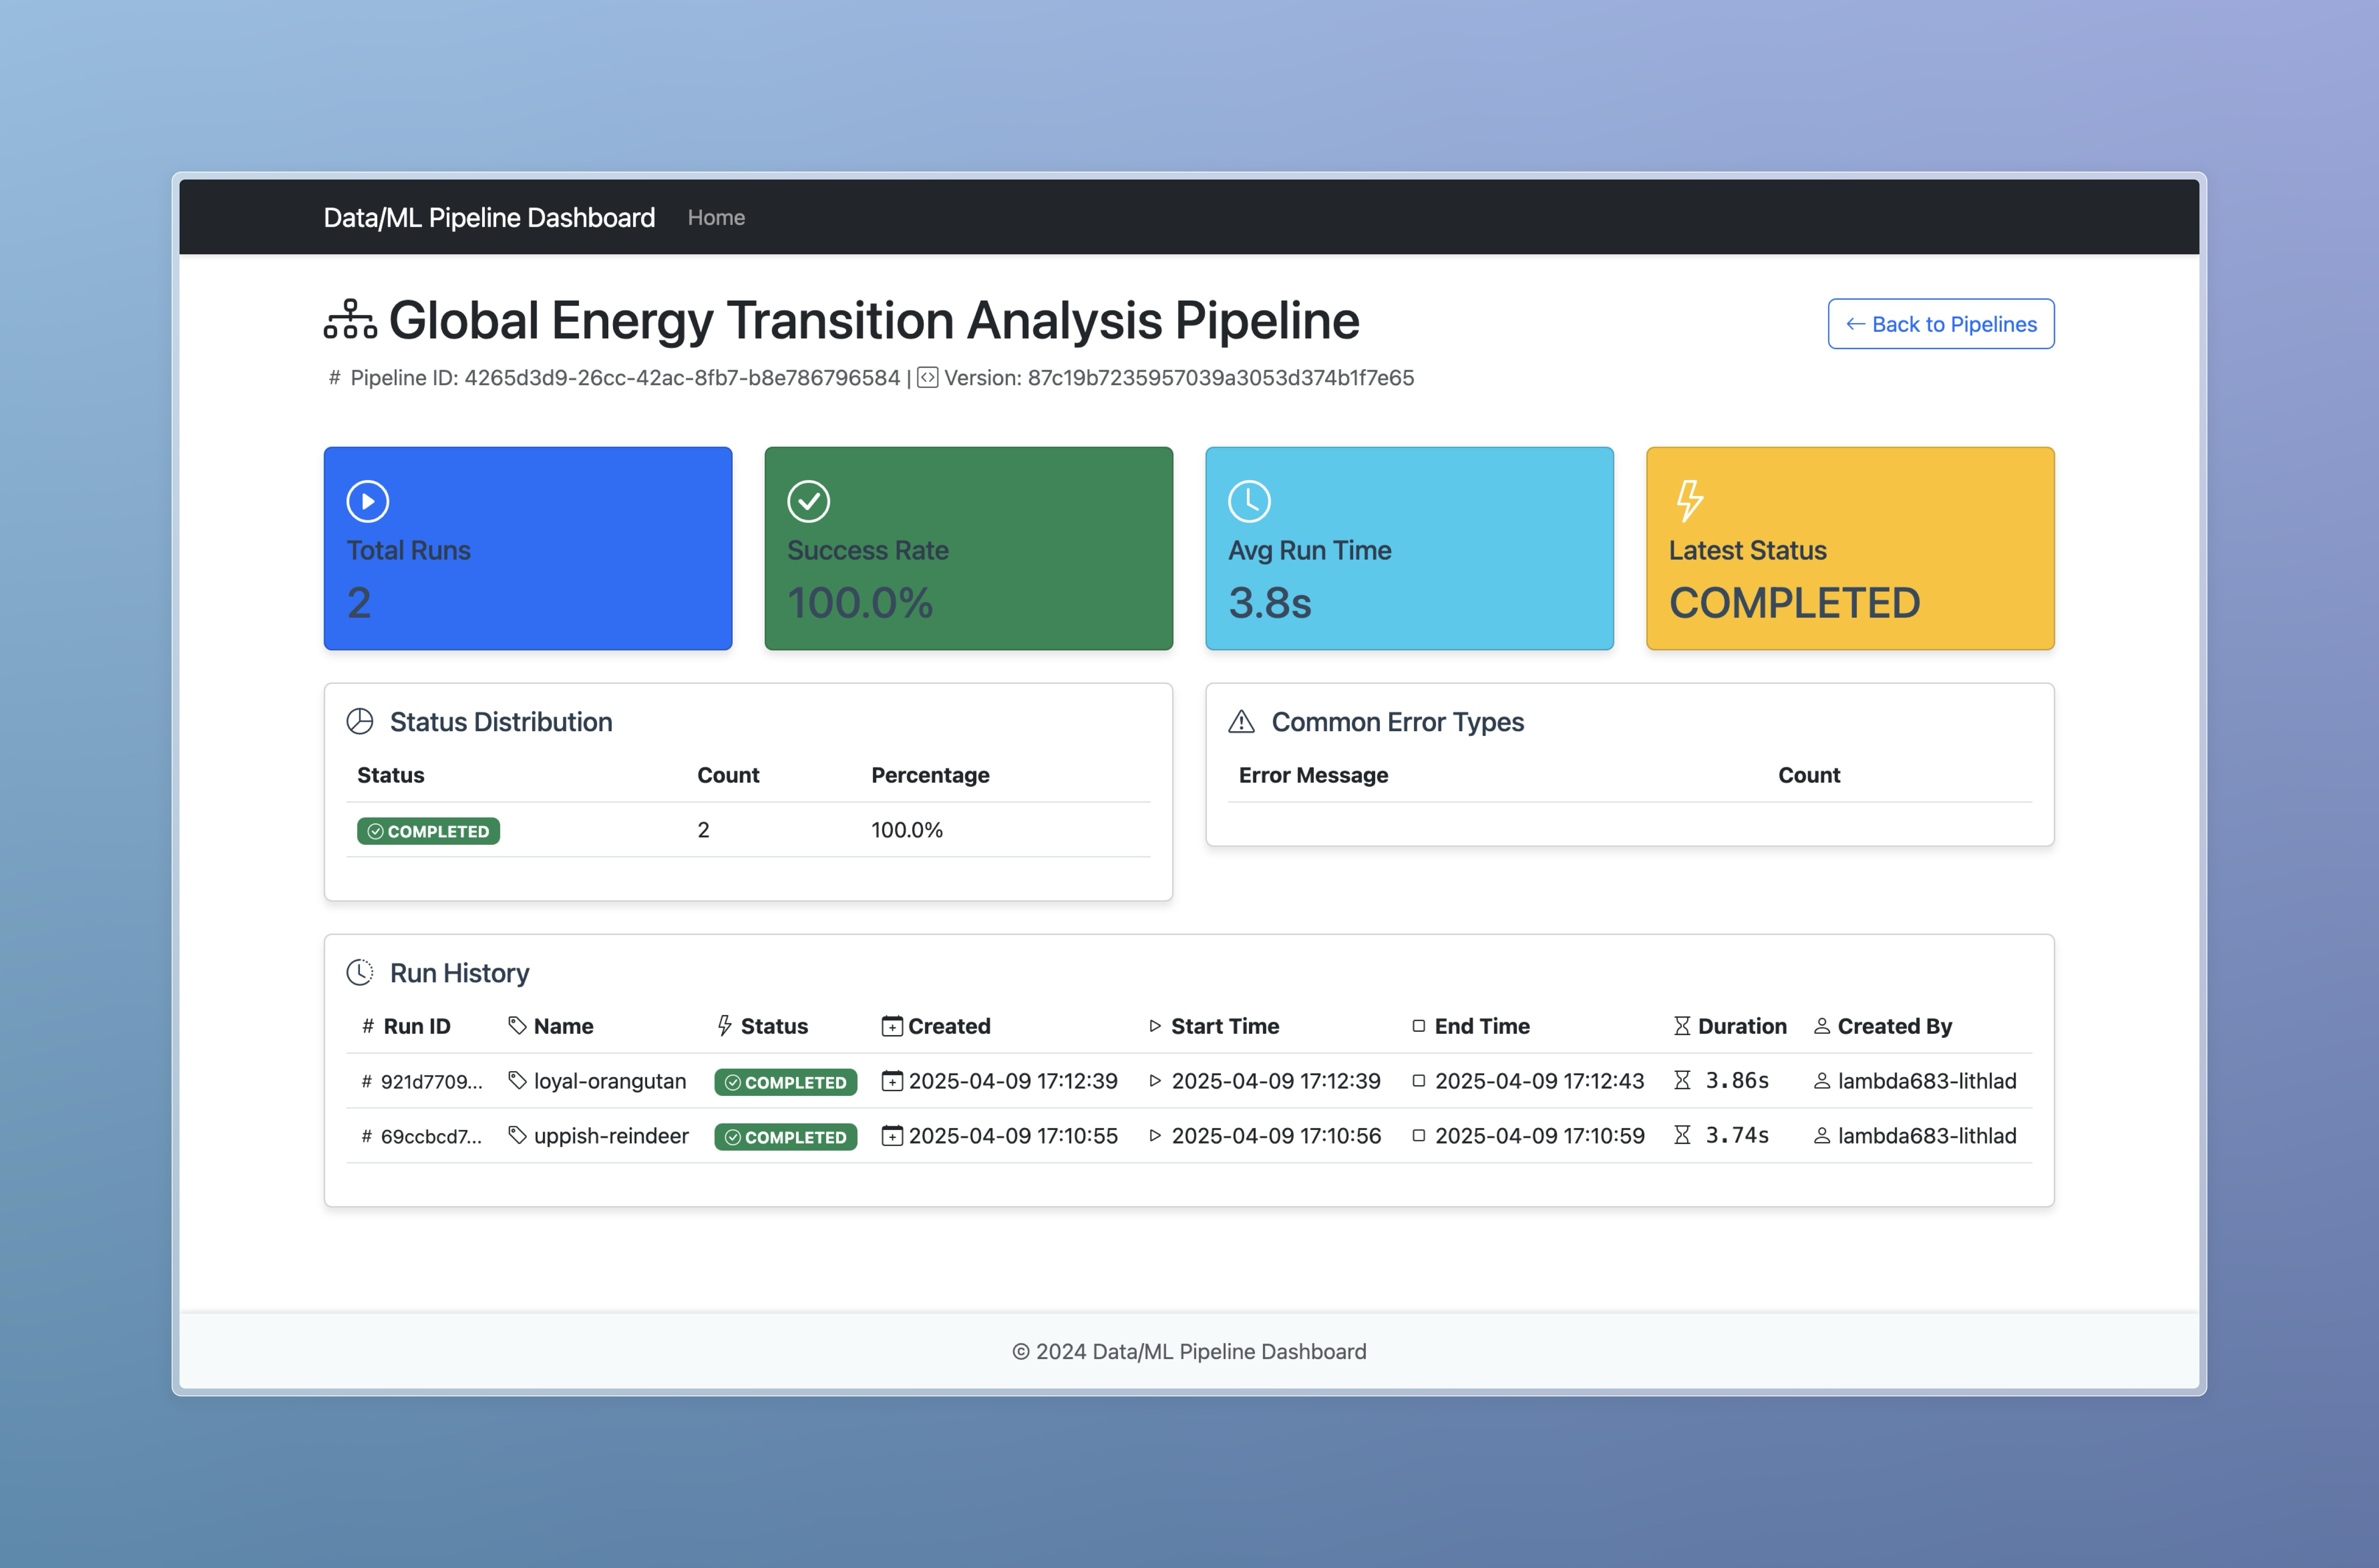 Data/ML Pipeline Dashboard Home
Global Energy Transition Analysis Pipeline
← Back to Pipelines
# Pipeline ID: 4265d3d9-26cc-42ac-8fb7-b8e786796584 | Version: 87c19b7235957039a3053d374b1f7e65
Total Runs
2
Success Rate
100.0%
Avg Run Time
3.8s
Latest Status
COMPLETED
Status Distribution
Status Count Percentage
COMPLETED 2 100.0%
Common Error Types
Error Message Count
Run History
# Run ID Name Status Created Start Time End Time Duration Created By
# 921d7709... loyal-orangutan COMPLETED 2025-04-09 17:12:39 2025-04-09 17:12:39 2025-04-09 17:12:43 3.86s lambda683-lithlad
# 69ccbcd7... uppish-reindeer COMPLETED 2025-04-09 17:10:55 2025-04-09 17:10:56 2025-04-09 17:10:59 3.74s lambda683-lithlad
© 2024 Data/ML Pipeline Dashboard